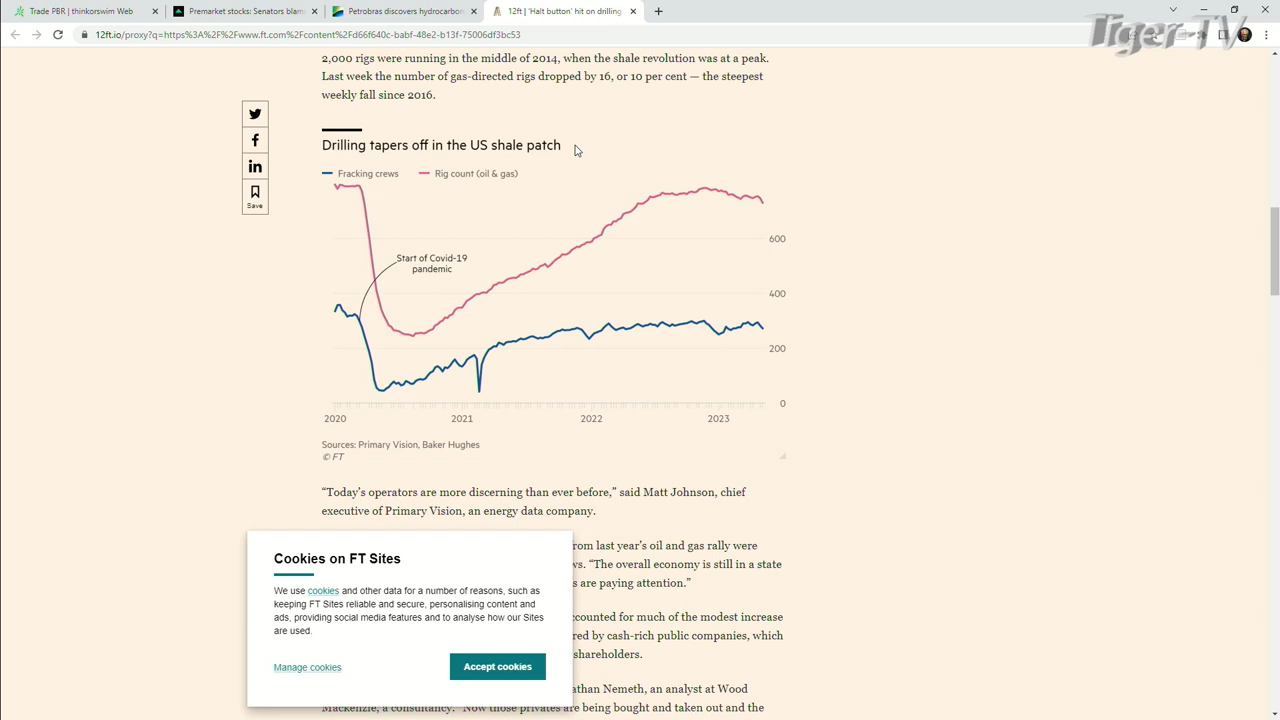 Trade PBR | thinkorswim Web
Premarket stocks: Senators blam
Petrobras discovers hydrocarbon
12ft | 'Halt button' hit on drilling
Tiger TV
12ft.io/proxy?q=https%3A%2F%2Fwww.ft.com%2Fcontent%2Fd66f640c-babf-48e2-b13f-75006df3bc53
2,000 rigs were running in the middle of 2014, when the shale revolution was at a peak.
Last week the number of gas-directed rigs dropped by 16, or 10 per cent — the steepest
weekly fall since 2016.
Save
Drilling tapers off in the US shale patch
Fracking crews
Rig count (oil & gas)
600
Start of Covid-19
pandemic
400
200
0
2020
2021
2022
2023
Sources: Primary Vision, Baker Hughes
© FT
“Today’s operators are more discerning than ever before,” said Matt Johnson, chief
executive of Primary Vision, an energy data company.
rom last year’s oil and gas rally were
ws. “The overall economy is still in a state
s are paying attention.”
ccounted for much of the modest increase
red by cash-rich public companies, which
shareholders.
athan Nemeth, an analyst at Wood
Mackenzie, a consultancy. “Now those privates are being bought and taken out and the
Cookies on FT Sites
We use cookies and other data for a number of reasons, such as
keeping FT Sites reliable and secure, personalising content and
ads, providing social media features and to analyse how our Sites
are used.
Manage cookies
Accept cookies